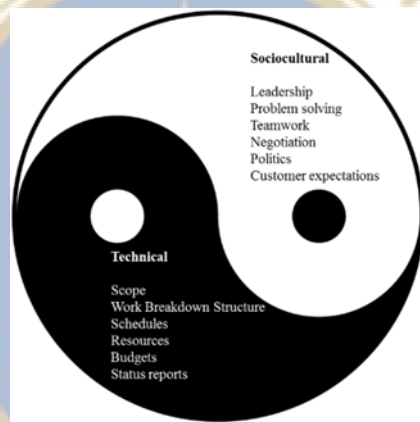 Sociocultural
Leadership
Problem solving
Teamwork
Negotiation
Politics
Customer expectations
Technical
Scope
Work Breakdown Structure
Schedules
Resources
Budgets
Status reports